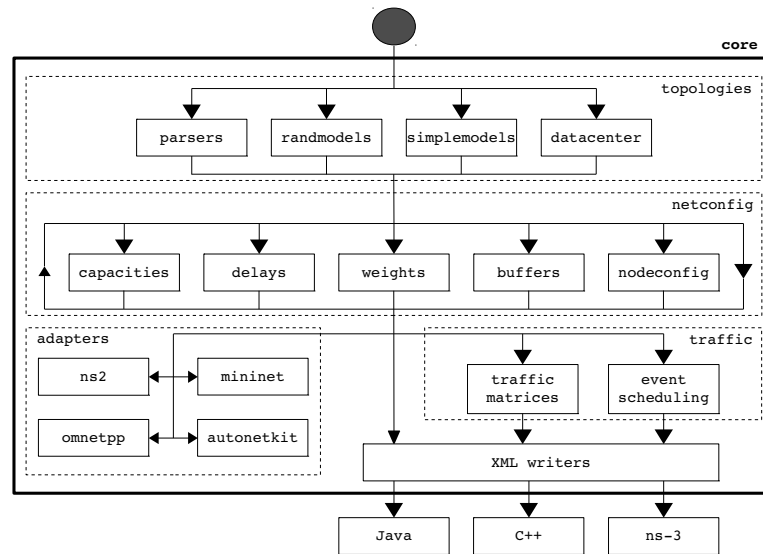 core
topologies
parsers
randmodels
simplemodels
datacenter
netconfig
capacities
delays
weights
buffers
nodeconfig
adapters
traffic
ns2
mininet
traffic
matrices
event
scheduling
omnetpp
autonetkit
XML writers
Java
C++
ns-3